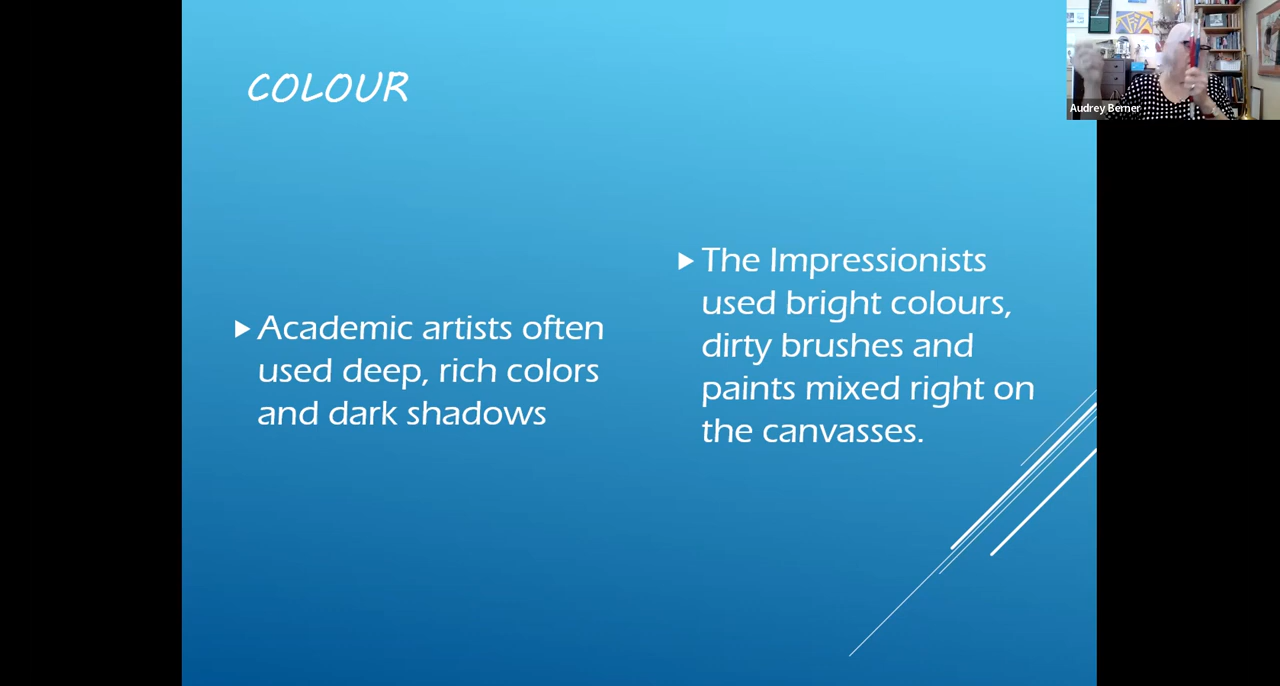 COLOUR
Audrey Berner
Academic artists often
used deep, rich colors
and dark shadows
The Impressionists
used bright colours,
dirty brushes and
paints mixed right on
the canvasses.